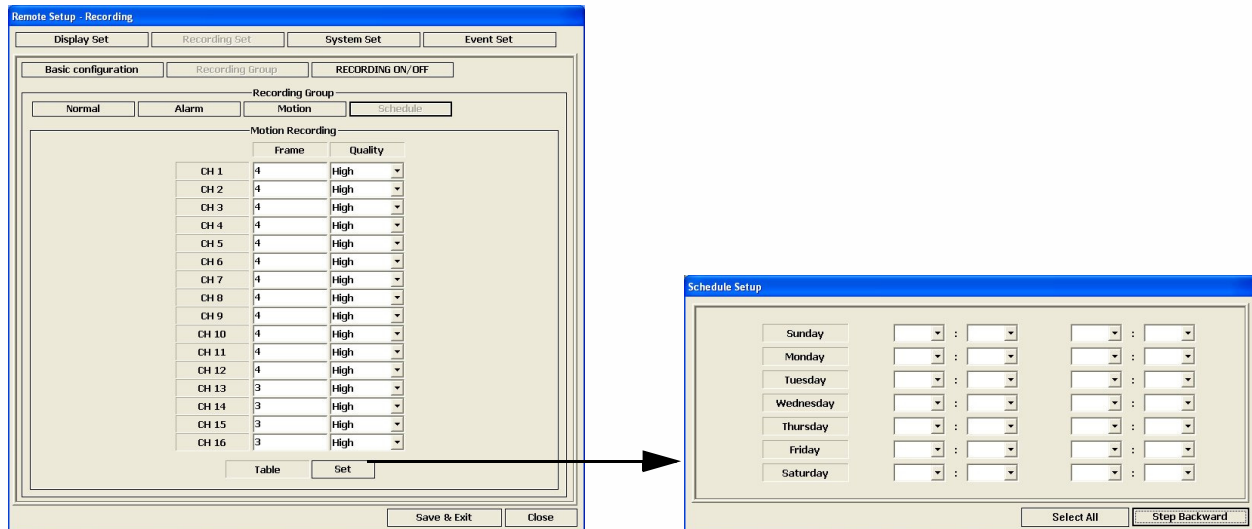 Remote Setup - Recording
Display Set Recording Set System Set Event Set
Basic configuration Recording Group RECORDING ON/OFF
Recording Group
Normal Alarm Motion Schedule
Motion Recording
Frame Quality
CH 1 4 High
CH 2 4 High
CH 3 4 High
CH 4 4 High
CH 5 4 High
CH 6 4 High
CH 7 4 High
CH 8 4 High
CH 9 4 High
CH 10 4 High
CH 11 4 High
CH 12 4 High
CH 13 3 High
CH 14 3 High
CH 15 3 High
CH 16 3 High
Table Set
Save & Exit Close
Schedule Setup
Sunday : :
Monday : :
Tuesday : :
Wednesday : :
Thursday : :
Friday : :
Saturday : :
Select All Step Backward